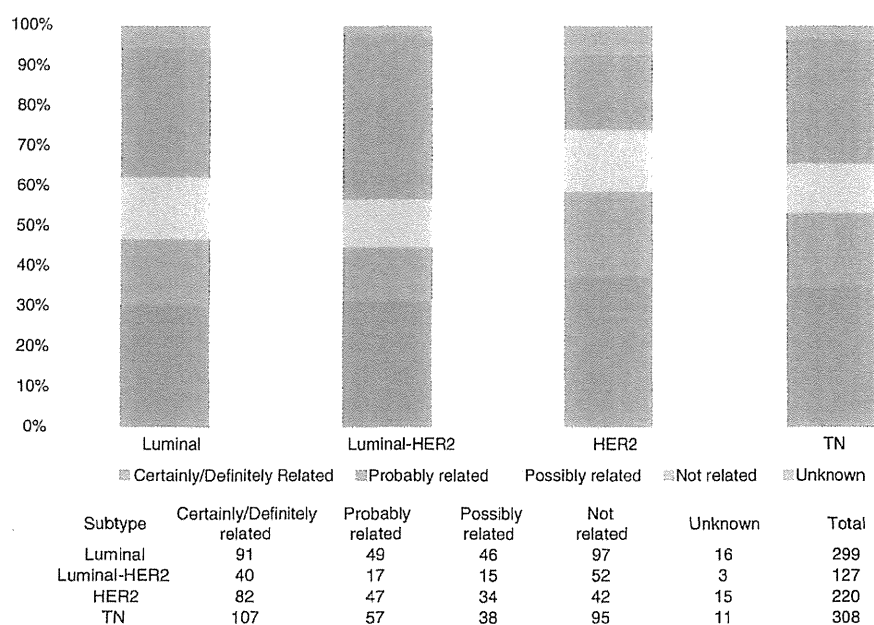 100%
90%
80%
70%
60%
50%
40%
30%
20%
10%
0%
Luminal Luminal-HER2 HER2 TN
Certainly/Definitely Related Probably related Possibly related Not related Unknown
Subtype Certainly/Definitely related Probably related Possibly related Not related Unknown Total
Luminal 91 49 46 97 16 299
Luminal-HER2 40 17 15 52 3 127
HER2 82 47 34 42 15 220
TN 107 57 38 95 11 308